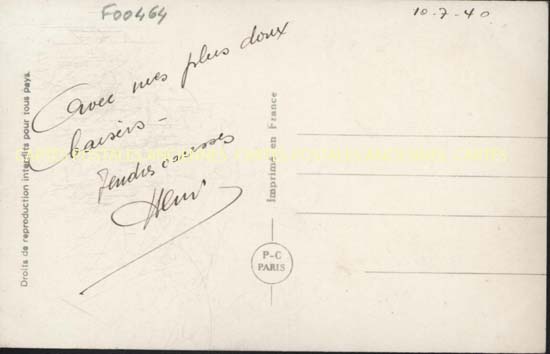 F00464
10-7-40
Avec mes plus doux
baisers -
Tendres caresses
Henri
Droits de reproduction interdits pour tous pays.
Imprimé en France
P-C
PARIS